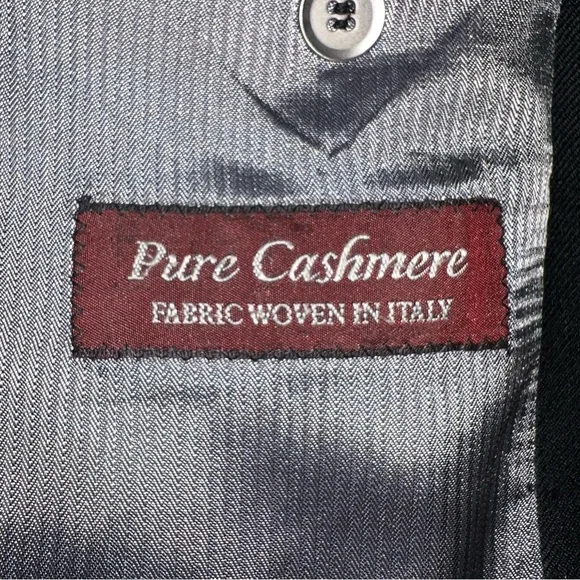 Pure Cashmere
FABRIC WOVEN IN ITALY